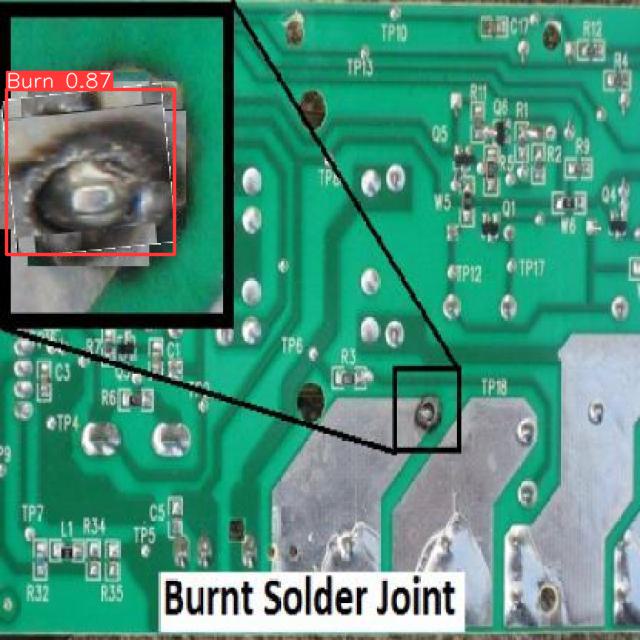 Burn 0.87
TP10
C17
R12
TP13
R4
R11
Q6
R1
Q5
R2
R9
W5
Q1
W6
Q4
TP12
TP17
TP6
R3
TP18
R7
C1
C3
R6
TP4
TP7
L1
R34
TP5
C5
R32
R35
Burnt Solder Joint